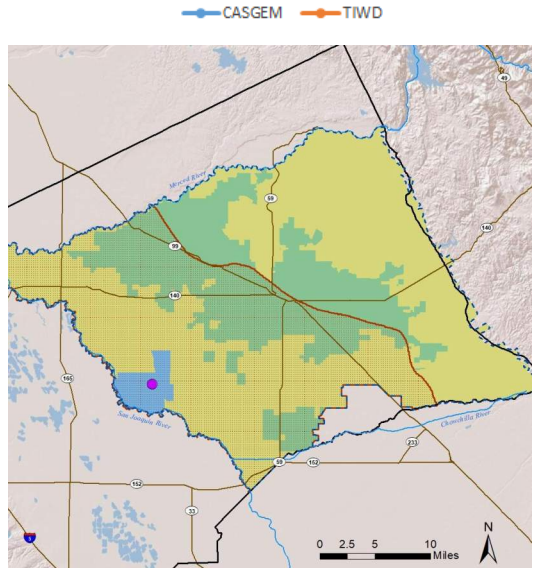 CASGEM TIWD
49
Merced River
59
140
99
140
165
San Joaquin River
Chowchilla River
233
59 152
152
33
5
N
0 2.5 5 10
Miles